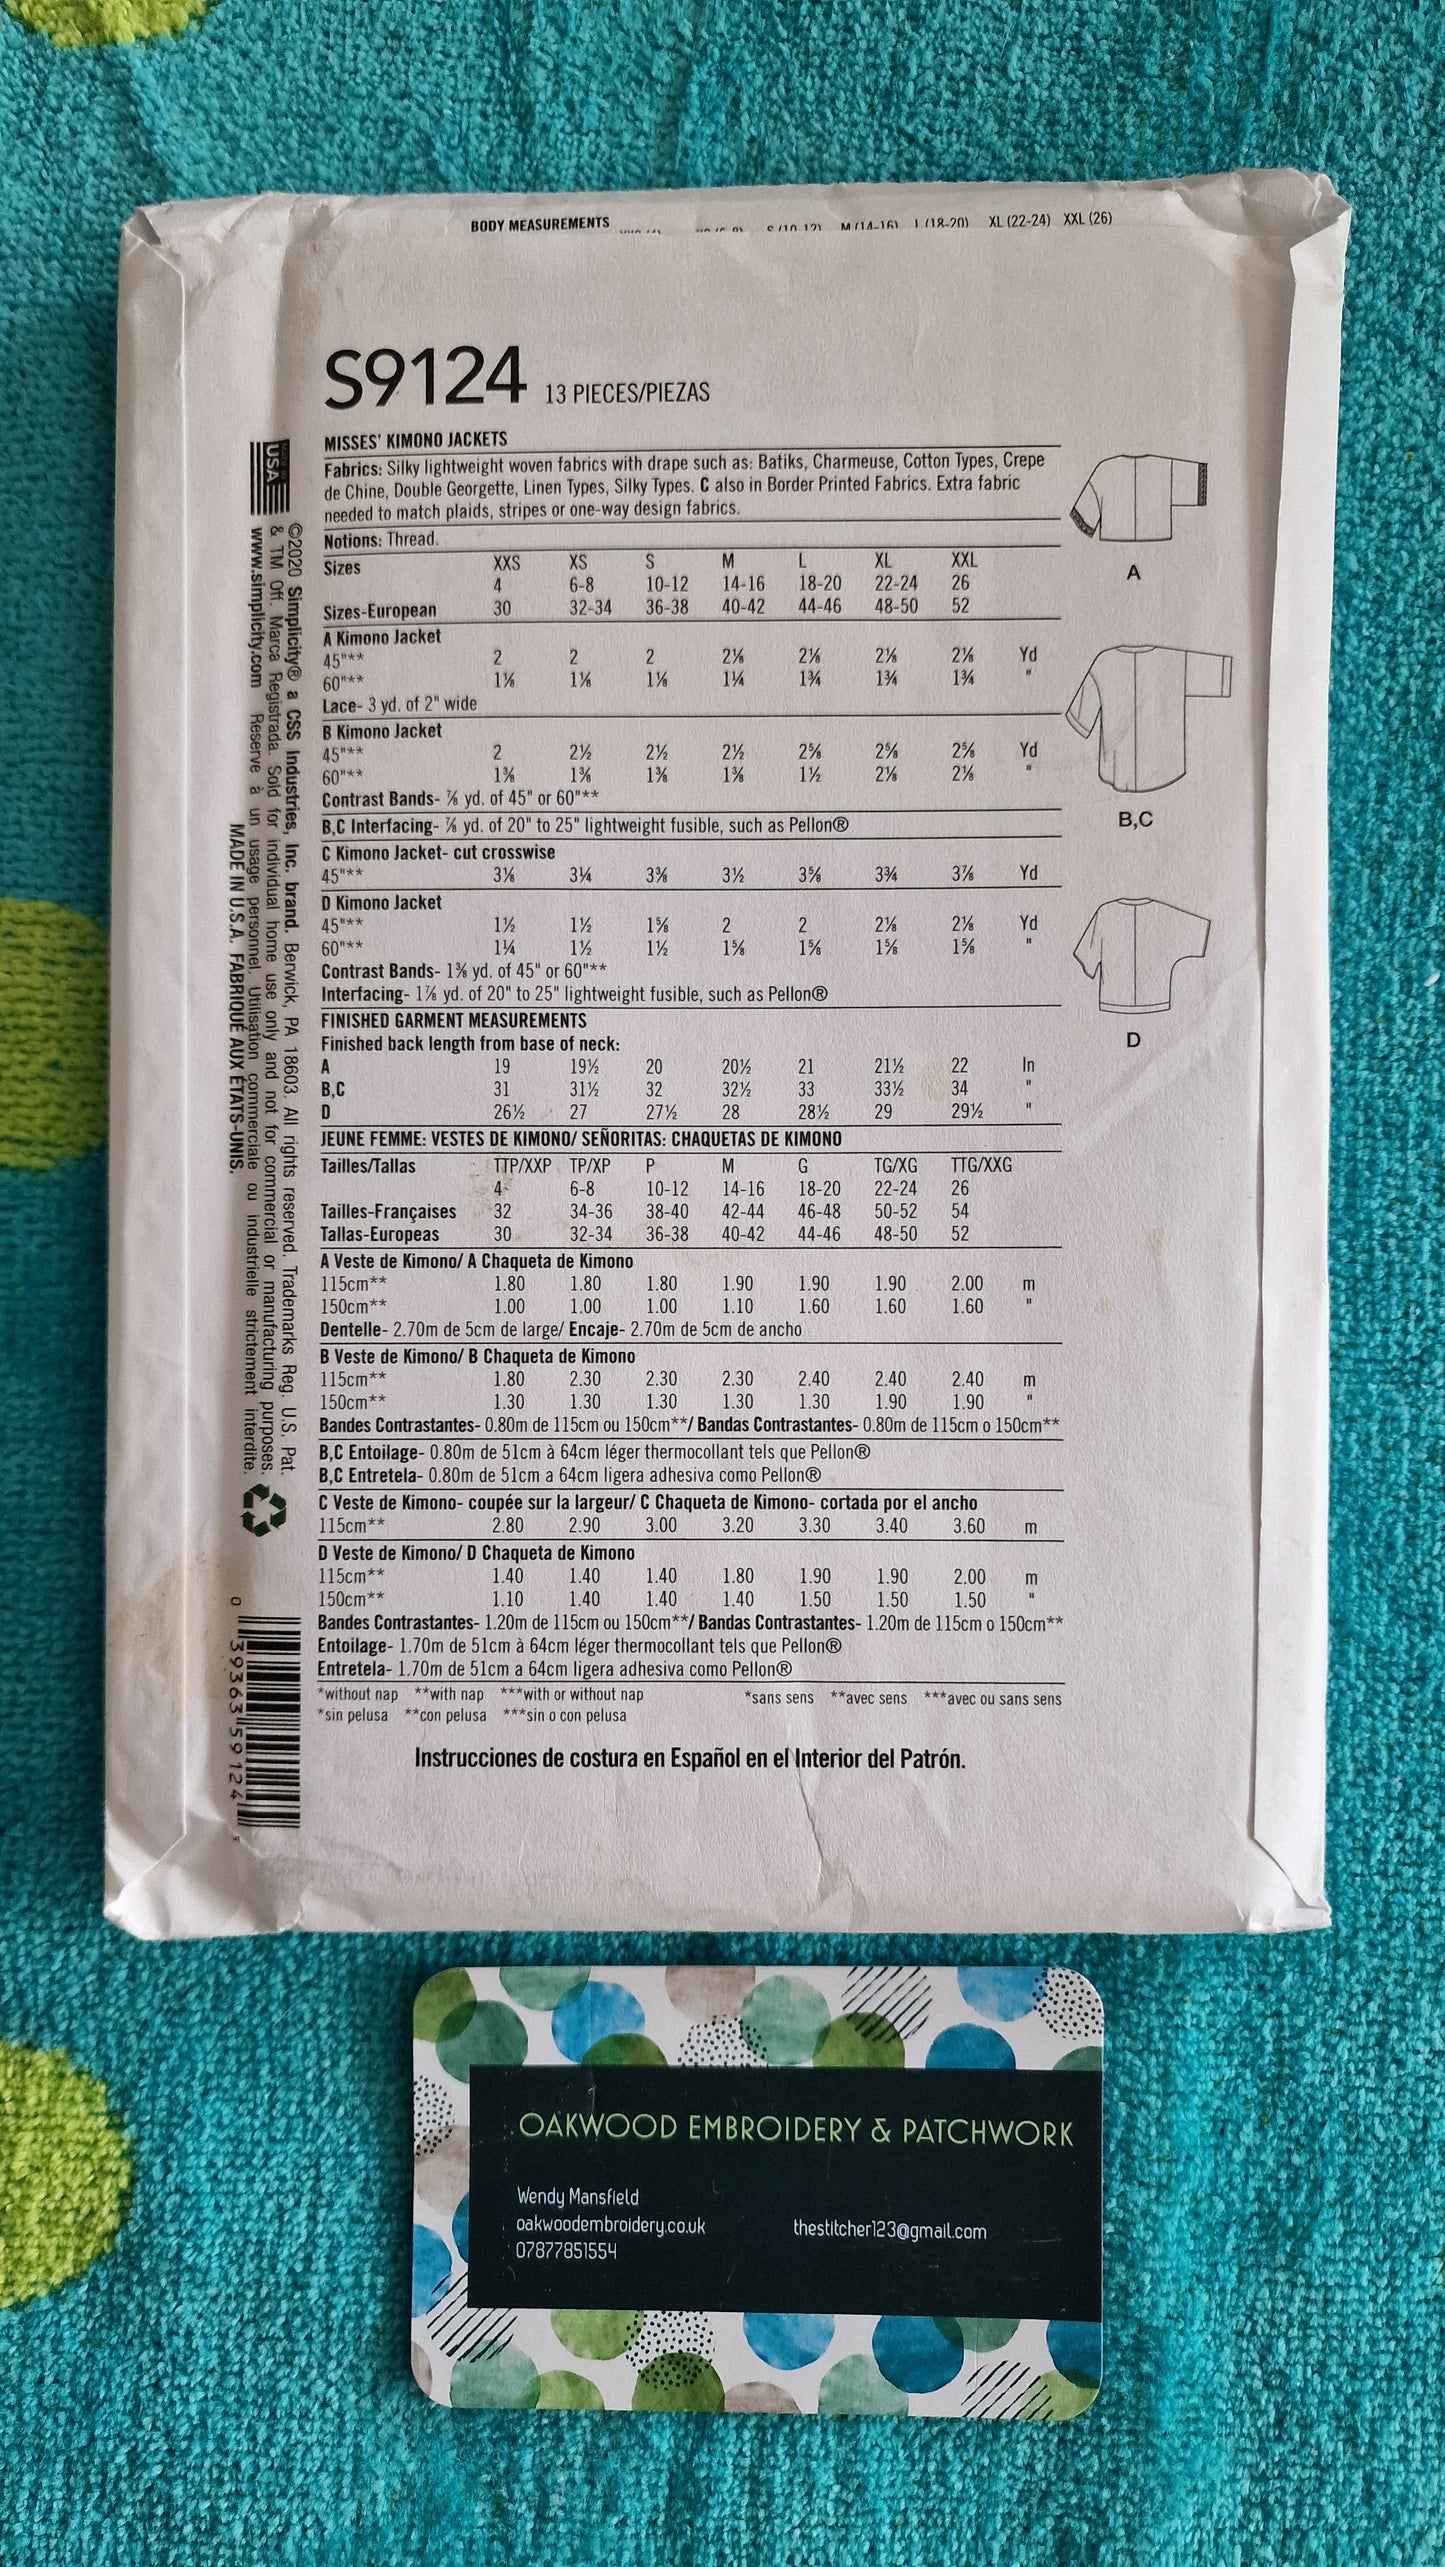 BODY MEASUREMENTS S (10-12) M (14-16) L (18-20) XL (22-24) XXL (26)
S9124 13 PIECES/PIEZAS
MISSES' KIMONO JACKETS
Fabrics: Silky lightweight woven fabrics with drape such as: Batiks, Charmeuse, Cotton Types, Crepe
de Chine, Double Georgette, Linen Types, Silky Types. C also in Border Printed Fabrics. Extra fabric
needed to match plaids, stripes or one-way design fabrics.
Notions: Thread.
Sizes XXS XS S M L XL XXL
4 6-8 10-12 14-16 18-20 22-24 26
Sizes-European 30 32-34 36-38 40-42 44-46 48-50 52
A Kimono Jacket
45"** 2 2 2 2⅛ 2⅛ 2⅛ 2⅛ Yd
60"** 1⅛ 1⅛ 1⅛ 1¼ 1¾ 1¾ 1¾ "
Lace- 3 yd. of 2" wide
B Kimono Jacket
45"** 2 2½ 2½ 2½ 2⅝ 2⅝ 2⅝ Yd
60"** 1⅜ 1⅜ 1⅜ 1⅜ 1½ 2⅛ 2⅛ "
Contrast Bands- ⅞ yd. of 45" or 60"**
B,C Interfacing- ⅞ yd. of 20" to 25" lightweight fusible, such as Pellon®
C Kimono Jacket- cut crosswise
45"** 3⅛ 3¼ 3⅜ 3½ 3⅝ 3¾ 3⅞ Yd
D Kimono Jacket
45"** 1½ 1½ 1⅝ 2 2 2⅛ 2⅛ Yd
60"** 1¼ 1½ 1½ 1⅝ 1⅝ 1⅝ 1⅝ "
Contrast Bands- 1⅜ yd. of 45" or 60"**
Interfacing- 1⅞ yd. of 20" to 25" lightweight fusible, such as Pellon®
FINISHED GARMENT MEASUREMENTS
Finished back length from base of neck:
A 19 19½ 20 20½ 21 21½ 22 In
B,C 31 31½ 32 32½ 33 33½ 34 "
D 26½ 27 27½ 28 28½ 29 29½ "
JEUNE FEMME: VESTES DE KIMONO/ SEÑORITAS: CHAQUETAS DE KIMONO
Tailles/Tallas TTP/XXP TP/XP P M G TG/XG TTG/XXG
4 6-8 10-12 14-16 18-20 22-24 26
Tailles-Françaises 32 34-36 38-40 42-44 46-48 50-52 54
Tallas-Europeas 30 32-34 36-38 40-42 44-46 48-50 52
A Veste de Kimono/ A Chaqueta de Kimono
115cm** 1.80 1.80 1.80 1.90 1.90 1.90 2.00 m
150cm** 1.00 1.00 1.00 1.10 1.60 1.60 1.60 "
Dentelle- 2.70m de 5cm de large/ Encaje- 2.70m de 5cm de ancho
B Veste de Kimono/ B Chaqueta de Kimono
115cm** 1.80 2.30 2.30 2.30 2.40 2.40 2.40 m
150cm** 1.30 1.30 1.30 1.30 1.30 1.90 1.90 "
Bandes Contrastantes- 0.80m de 115cm ou 150cm**/ Bandas Contrastantes- 0.80m de 115cm o 150cm**
B,C Entoilage- 0.80m de 51cm à 64cm léger thermocollant tels que Pellon®
B,C Entretela- 0.80m de 51cm a 64cm ligera adhesiva como Pellon®
C Veste de Kimono- coupée sur la largeur/ C Chaqueta de Kimono- cortada por el ancho
115cm** 2.80 2.90 3.00 3.20 3.30 3.40 3.60 m
D Veste de Kimono/ D Chaqueta de Kimono
115cm** 1.40 1.40 1.40 1.80 1.90 1.90 2.00 m
150cm** 1.10 1.40 1.40 1.40 1.50 1.50 1.50 "
Bandes Contrastantes- 1.20m de 115cm ou 150cm**/ Bandas Contrastantes- 1.20m de 115cm o 150cm**
Entoilage- 1.70m de 51cm à 64cm léger thermocollant tels que Pellon®
Entretela- 1.70m de 51cm a 64cm ligera adhesiva como Pellon®
*without nap **with nap ***with or without nap *sans sens **avec sens ***avec ou sans sens
*sin pelusa **con pelusa ***sin o con pelusa
Instrucciones de costura en Español en el Interior del Patrón.
A
B,C
D
USA
©2020 Simplicity® a CSS Industries, Inc. brand. Berwick, PA 18603. All rights reserved. Trademarks Reg. U.S. Pat.
& TM Off. Marca Registrada. Sold for individual home use only and not for commercial or manufacturing purposes.
www.simplicity.com Reserve à un usage personnel. Utilisation commerciale ou industrielle strictement interdite.
MADE IN U.S.A. FABRIQUÉ AUX ÉTATS-UNIS.
0 39363 59124
OAKWOOD EMBROIDERY & PATCHWORK
Wendy Mansfield
oakwoodembroidery.co.uk thestitcher123@gmail.com
07877851554